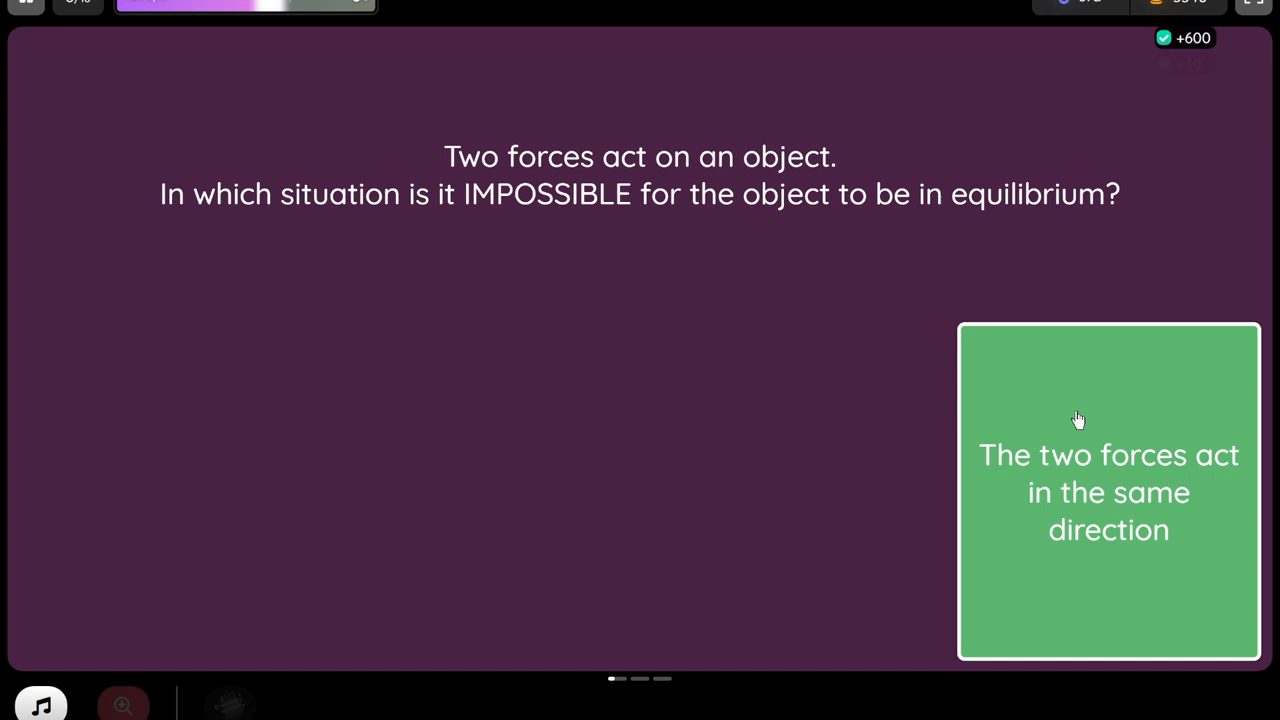 +600
Two forces act on an object.
In which situation is it IMPOSSIBLE for the object to be in equilibrium?
The two forces act
in the same
direction